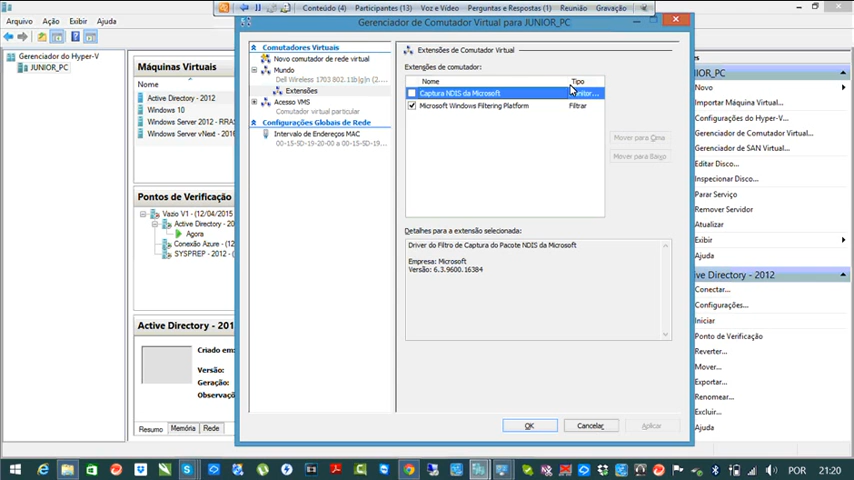 Conteúdo (4) Participantes (13) Voz e Vídeo Perguntas e Respostas (1) Reunião Gravação
Gerenciador de Comutador Virtual para JUNIOR_PC
Arquivo Ação Exibir Ajuda
Gerenciador do Hyper-V
JUNIOR_PC
Máquinas Virtuais
Nome
Active Directory - 2012
Windows 10
Windows Server 2012 - RRAS
Windows Server vNext - 2016
Pontos de Verificação
Vazio V1 - (12/04/2015
Active Directory - 2012
Agora
Conexão Azure - (2
SYSPREP - (12/04
Active Directory - 201
Criado em:
Versão:
Geração:
Observaçõ
Resumo Memória Rede
Comutadores Virtuais
Novo comutador de rede virtual
Mundo
Dell Wireless 1703 802.11b|g|n (2...
Extensões
Acesso VMS
Comutador virtual particular
Configurações Globais de Rede
Intervalo de Endereços MAC
00-15-5D-19-20-00 a 00-15-5D-19...
Extensões de Comutador Virtual
Extensões de comutador:
Nome Tipo
Captura NDIS da Microsoft
Microsoft Windows Filtering Platform Filtrar
Mover para Cima
Mover para Baixo
Detalhes para a extensão selecionada:
Driver do Filtro de Captura do Pacote NDIS da Microsoft
Empresa: Microsoft
Versão: 6.3.9600.16384
OK Cancelar Aplicar
JNIOR_PC
Novo
Importar Máquina Virtual...
Configurações do Hyper-V...
Gerenciador de Comutador Virtual...
Gerenciador de SAN Virtual...
Editar Disco...
Inspecionar Disco...
Parar Serviço
Remover Servidor
Atualizar
Exibir
Ajuda
ve Directory - 2012
Conectar...
Configurações...
Iniciar
Ponto de Verificação
Reverter...
Mover...
Exportar...
Renomear...
Excluir...
Ajuda
POR 21:20